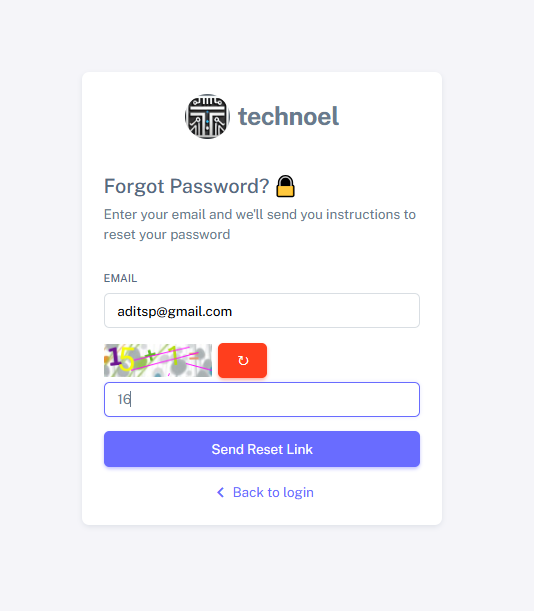 technoel
Forgot Password? 🔒
Enter your email and we'll send you instructions to
reset your password
EMAIL
aditsp@gmail.com
15 + 1 =
↻
16
Send Reset Link
Back to login